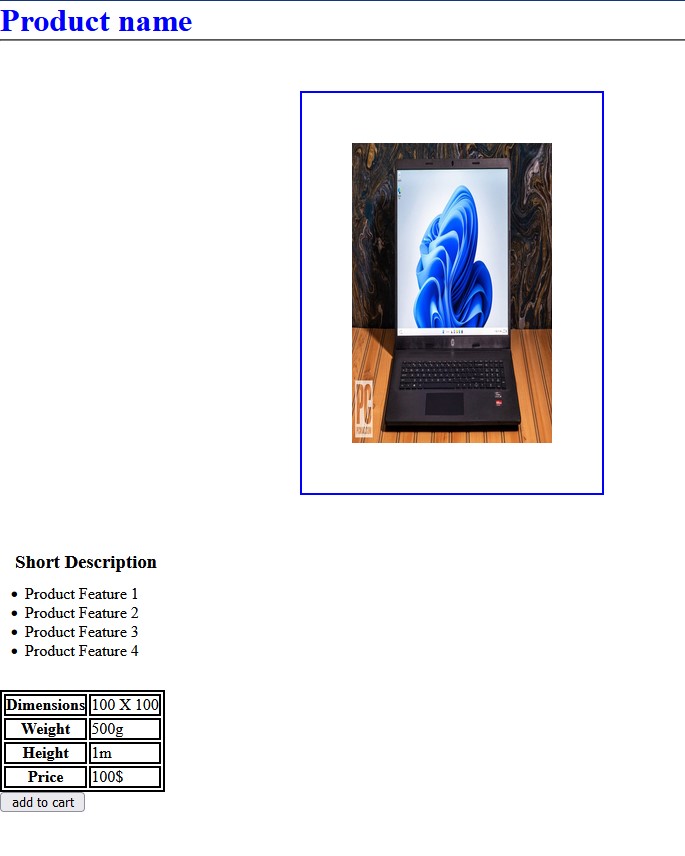 Product name
PC
Short Description
Product Feature 1
Product Feature 2
Product Feature 3
Product Feature 4
Dimensions 100 X 100
Weight 500g
Height 1m
Price 100$
add to cart